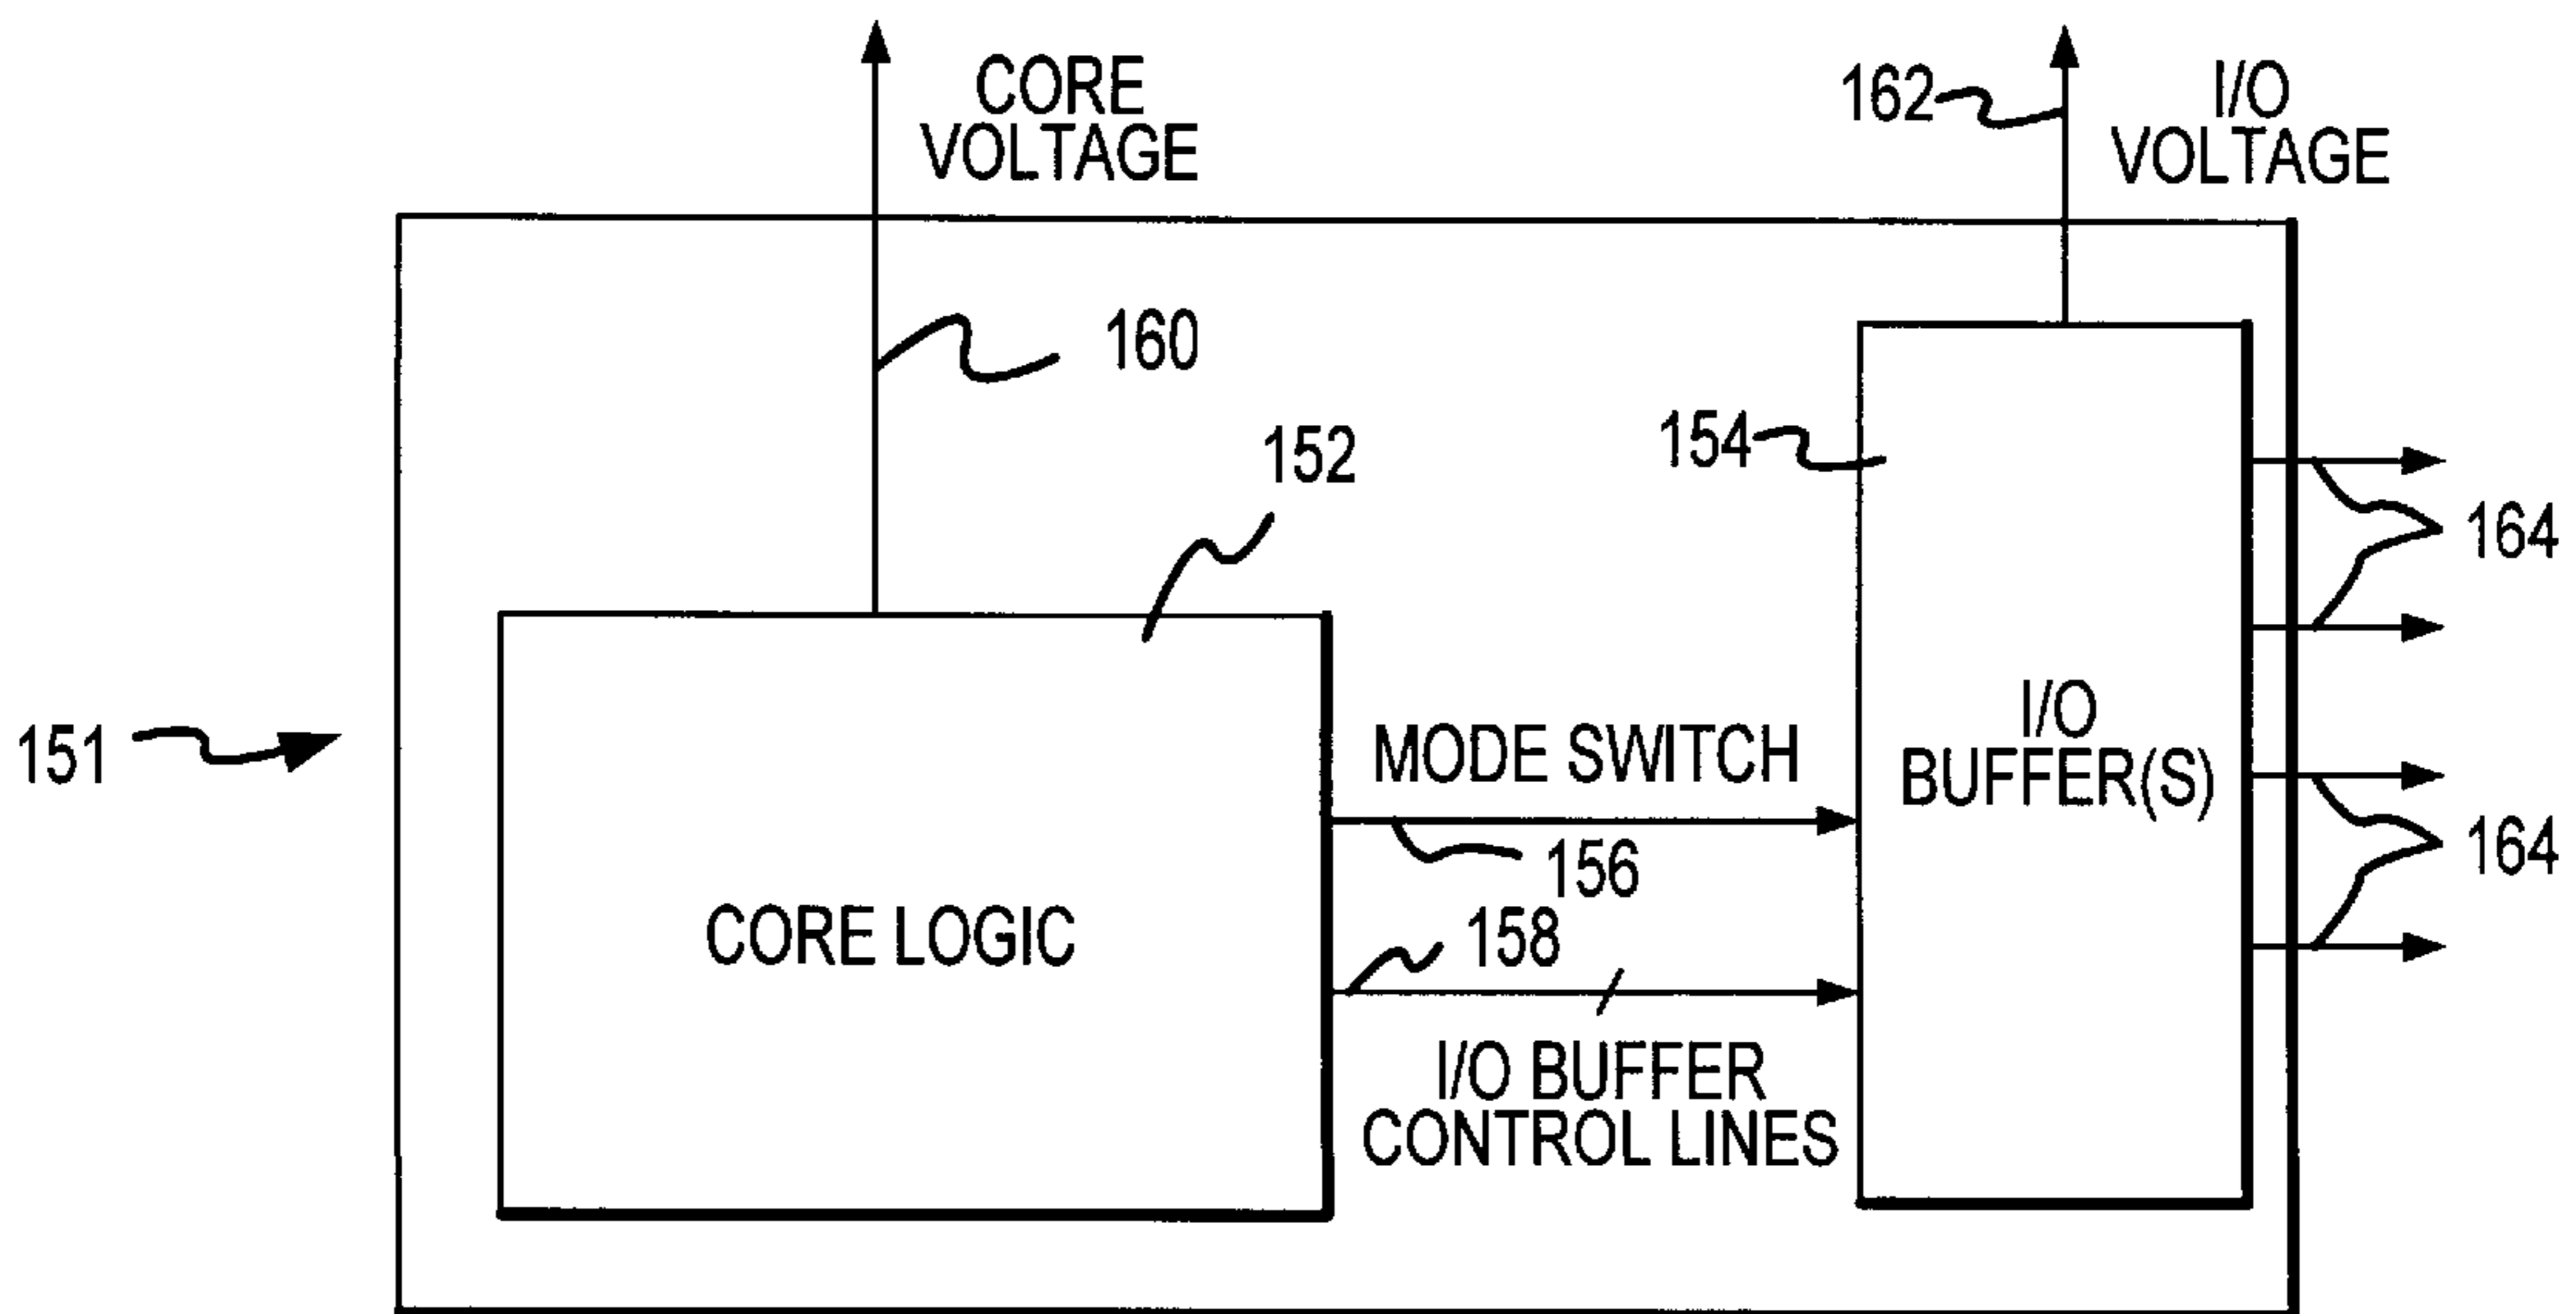 CORE
VOLTAGE
162
I/O
VOLTAGE
160
152
154
164
151
MODE SWITCH
I/O
BUFFER(S)
156
164
CORE LOGIC
158
I/O BUFFER
CONTROL LINES